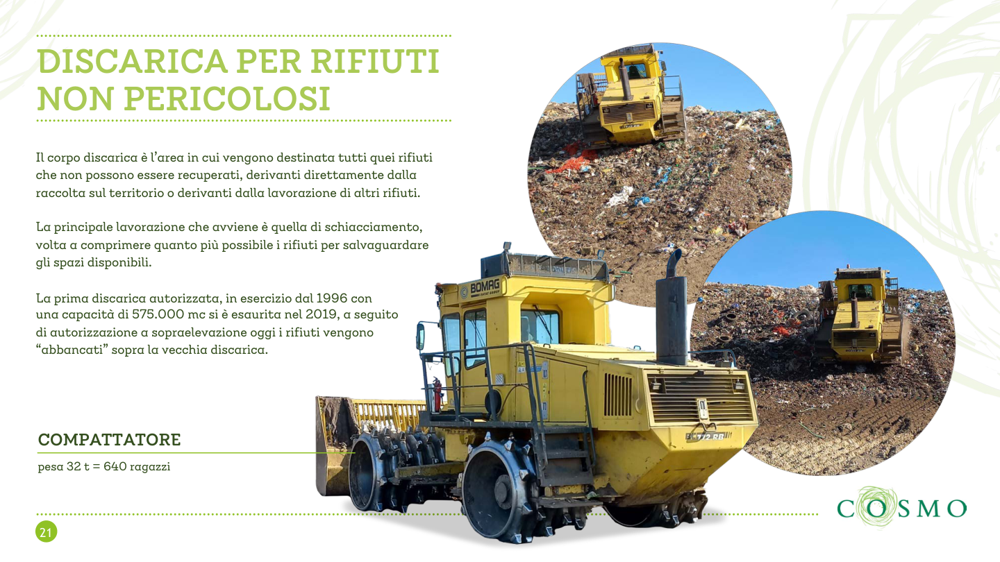 DISCARICA PER RIFIUTI
NON PERICOLOSI
Il corpo discarica è l’area in cui vengono destinata tutti quei rifiuti
che non possono essere recuperati, derivanti direttamente dalla
raccolta sul territorio o derivanti dalla lavorazione di altri rifiuti.
La principale lavorazione che avviene è quella di schiacciamento,
volta a comprimere quanto più possibile i rifiuti per salvaguardare
gli spazi disponibili.
La prima discarica autorizzata, in esercizio dal 1996 con
una capacità di 575.000 mc si è esaurita nel 2019, a seguito
di autorizzazione a sopraelevazione oggi i rifiuti vengono
“abbancati” sopra la vecchia discarica.
BOMAG
COMPATTATORE
pesa 32 t = 640 ragazzi
772 RB
COSMO
21